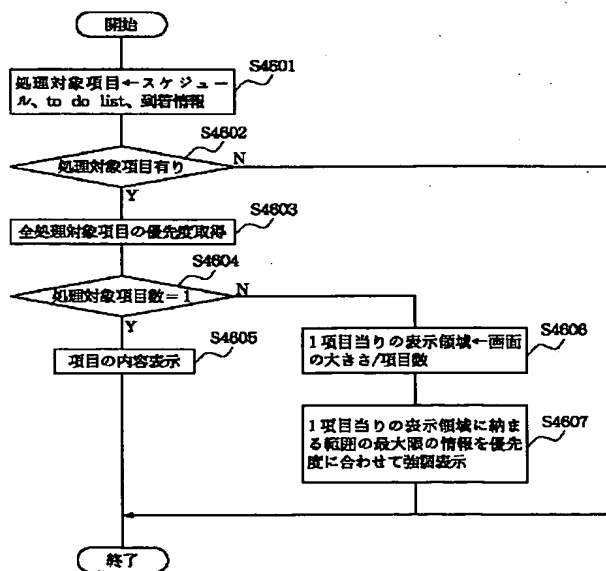 開始
S4601
処理対象項目←スケジュー
ル、to do list、到着情報
S4602
処理対象項目有り
N
Y
S4603
全処理対象項目の優先度取得
S4604
処理対象項目数=1
N
Y
S4605
項目の内容表示
S4606
1項目当りの表示領域←画面
の大きさ/項目数
S4607
1項目当りの表示領域に納ま
る範囲の最大限の情報を優先
度に合わせて強調表示
終了